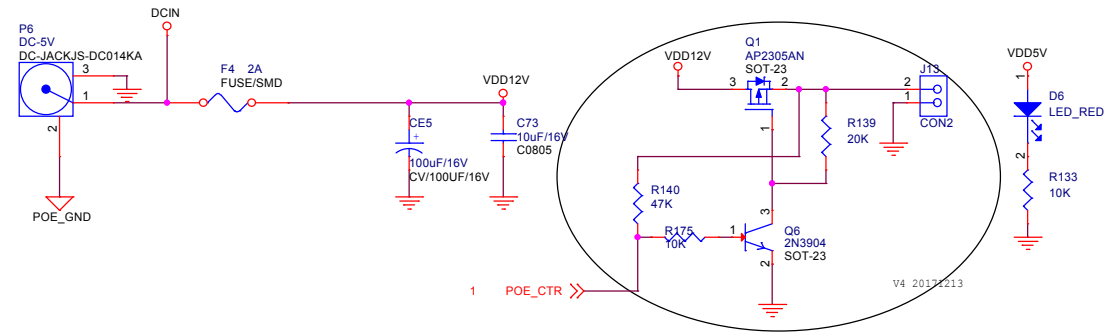 P6
DC-5V
DC-JACKJS-DC014KA
3
1
2
POE_GND
DCIN
F4 2A
FUSE/SMD
VDD12V
CE5
+
100uF/16V
CV/100UF/16V
C73
10uF/16V
C0805
Q1
AP2305AN
SOT-23
VDD12V
3
2
1
J13
2
1
CON2
R139
20K
R140
47K
R175
10K
1
3
2
Q6
2N3904
SOT-23
1 POE_CTR
V4 20171213
VDD5V
1
D6
LED_RED
2
R133
10K